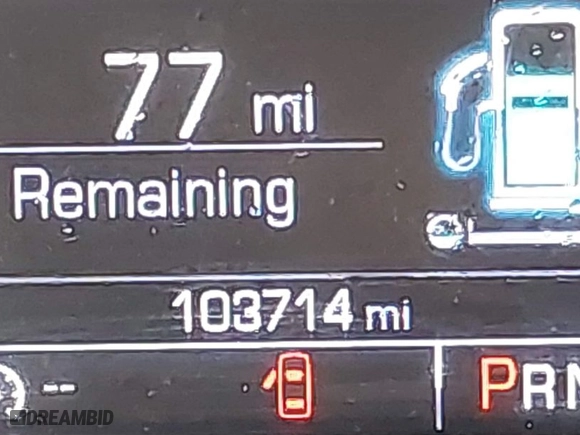 77 mi
Remaining
103714 mi
--
PRN
DREAMBID